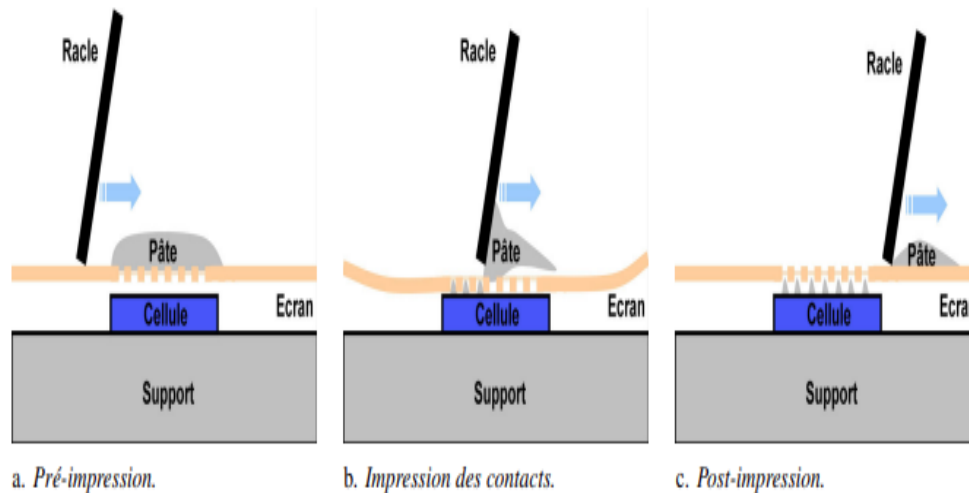 Racle
Pâte
Cellule
Ecran
Support
a. Pré-impression.
Racle
Pâte
Cellule
Ecran
Support
b. Impression des contacts.
Racle
Pâte
Cellule
Ecran
Support
c. Post-impression.